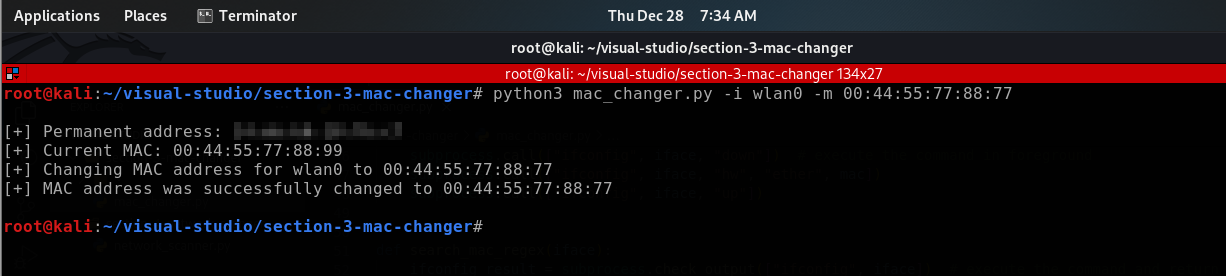 Applications Places Terminator Thu Dec 28 7:34 AM
root@kali: ~/visual-studio/section-3-mac-changer
root@kali: ~/visual-studio/section-3-mac-changer 134x27
root@kali:~/visual-studio/section-3-mac-changer# python3 mac_changer.py -i wlan0 -m 00:44:55:77:88:77
[+] Permanent address:
[+] Current MAC: 00:44:55:77:88:99
[+] Changing MAC address for wlan0 to 00:44:55:77:88:77
[+] MAC address was successfully changed to 00:44:55:77:88:77
root@kali:~/visual-studio/section-3-mac-changer#